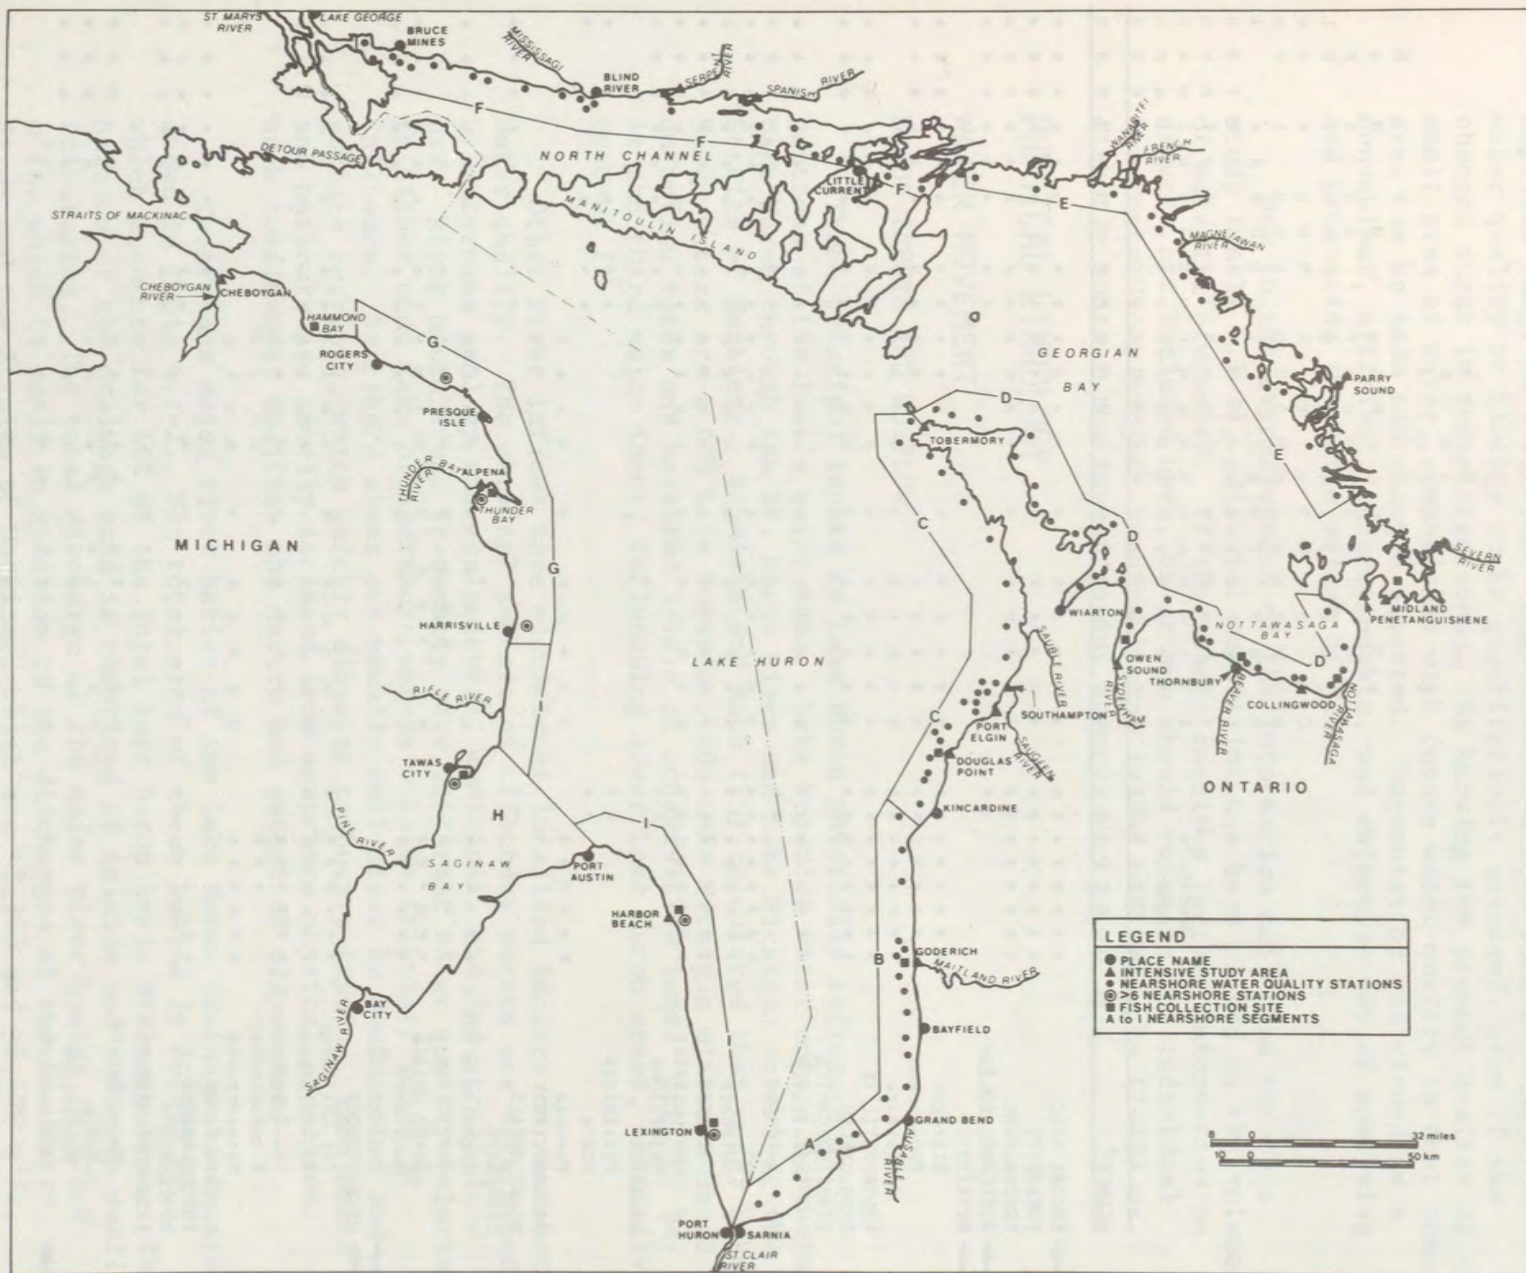 ST MARYS
RIVER
LAKE GEORGE
BRUCE
MINES
MISSISSAGI
RIVER
BLIND
RIVER
SERPENT
RIVER
SPANISH RIVER
F
F
F
NORTH CHANNEL
DETOUR PASSAGE
LITTLE
CURRENT
MANITOULIN ISLAND
WANAPITEI
RIVER
FRENCH
RIVER
E
MAGNETAWAN
RIVER
STRAITS OF MACKINAC
CHEBOYGAN
RIVER
CHEBOYGAN
HAMMOND
BAY
ROGERS
CITY
G
PRESQUE
ISLE
GEORGIAN
BAY
PARRY
SOUND
D
TOBERMORY
E
THUNDER BAY
RIVER
ALPENA
THUNDER
BAY
C
D
MICHIGAN
G
SEVERN
RIVER
WIARTON
MIDLAND
PENETANGUISHENE
NOTTAWASAGA
BAY
HARRISVILLE
LAKE HURON
SAUBLE RIVER
OWEN
SOUND
THORNBURY
D
RIFLE RIVER
I
SYDENHAM
RIVER
BEAVER RIVER
COLLINGWOOD
NOTTAWASAGA
RIVER
C
SOUTHAMPTON
PORT
ELGIN
SAUGEEN
RIVER
TAWAS
CITY
DOUGLAS
POINT
ONTARIO
PINE RIVER
H
I
KINCARDINE
SAGINAW
BAY
PORT
AUSTIN
HARBOR
BEACH
B
GODERICH
MAITLAND RIVER
LEGEND
PLACE NAME
INTENSIVE STUDY AREA
NEARSHORE WATER QUALITY STATIONS
>6 NEARSHORE STATIONS
FISH COLLECTION SITE
A to I NEARSHORE SEGMENTS
BAY
CITY
SAGINAW RIVER
BAYFIELD
I
LEXINGTON
A
GRAND BEND
AUSABLE
RIVER
8 0 32 miles
10 0 50 km
PORT
HURON
SARNIA
ST CLAIR
RIVER